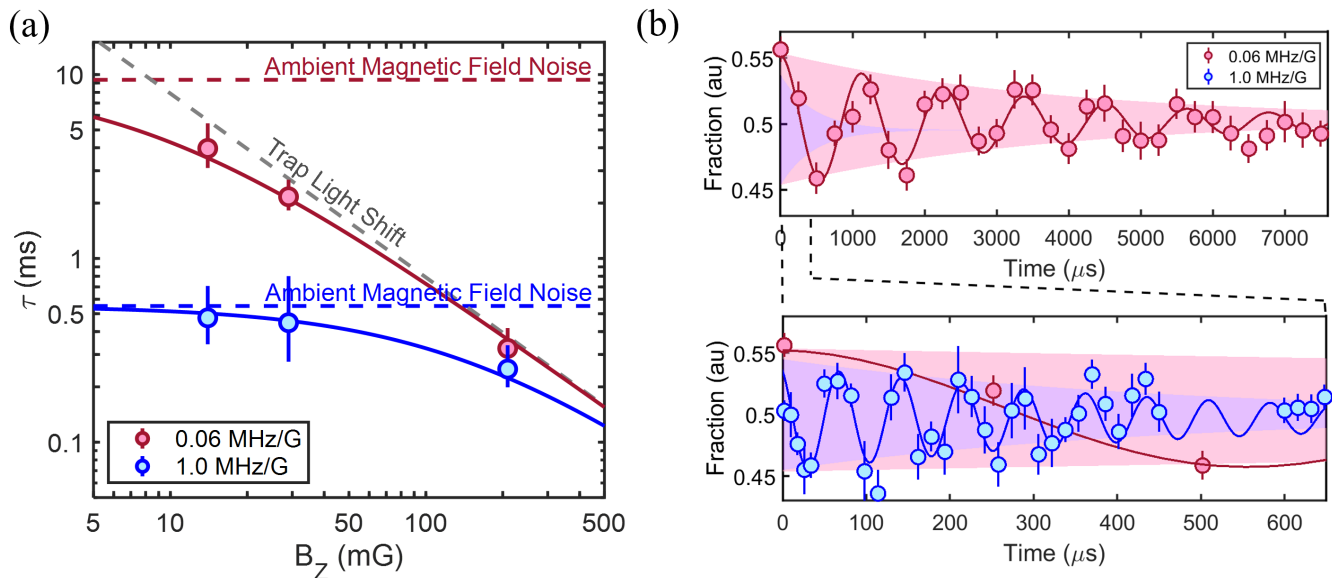 (a)
10
5
1
0.5
0.1
τ (ms)
Ambient Magnetic Field Noise
Trap Light Shift
Ambient Magnetic Field Noise
0.06 MHz/G
1.0 MHz/G
5 10 50 100 500
B_Z (mG)
(b)
0.55
0.5
0.45
Fraction (au)
0.06 MHz/G
1.0 MHz/G
0 1000 2000 3000 4000 5000 6000 7000
Time (μs)
0.55
0.5
0.45
Fraction (au)
0 100 200 300 400 500 600
Time (μs)